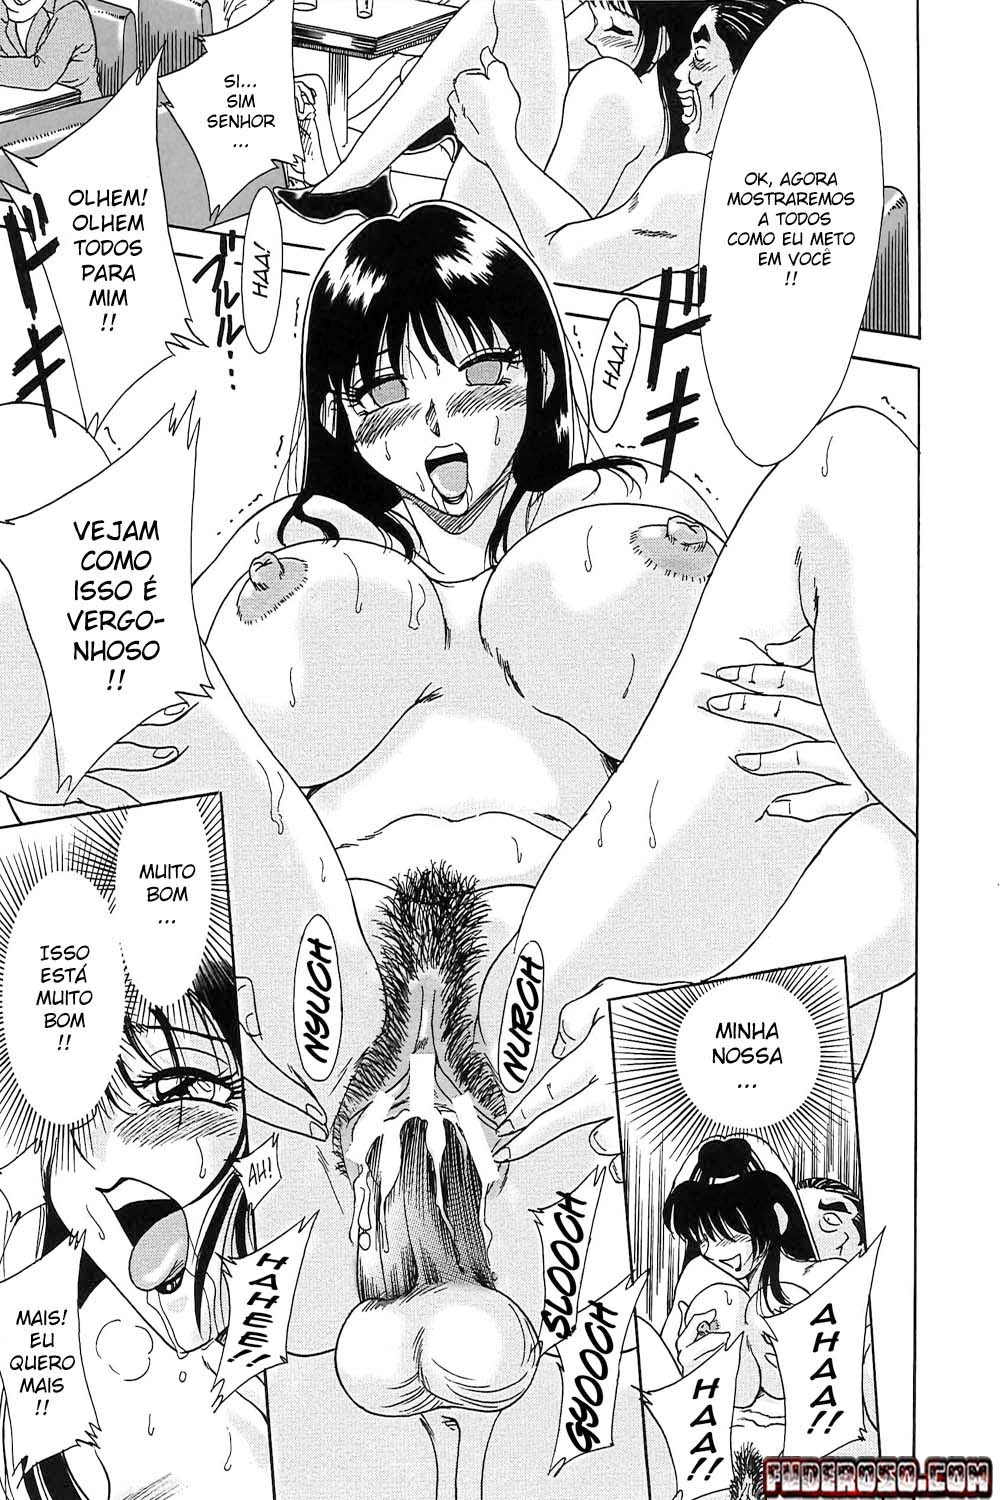 OK, AGORA
MOSTRAREMOS
A TODOS
COMO EU METO
EM VOCÊ
!!
SI...
SIM
SENHOR
...
OLHEM!
OLHEM
TODOS
PARA
MIM
!!
HAA!
HAA!
ドキ
ブルル...
ドキ
VEJAM
COMO
ISSO É
VERGO-
NHOSO
!!
NYUCH
NURCH
SLOOCH
GYOOCH
MINHA
NOSSA
...
AHAA!!
HAA!!
MUITO
BOM
...
ISSO
ESTÁ
MUITO
BOM
!!
AH!
HAHEE!!
MAIS!
EU
QUERO
MAIS
!!
FUDEROSO.COM